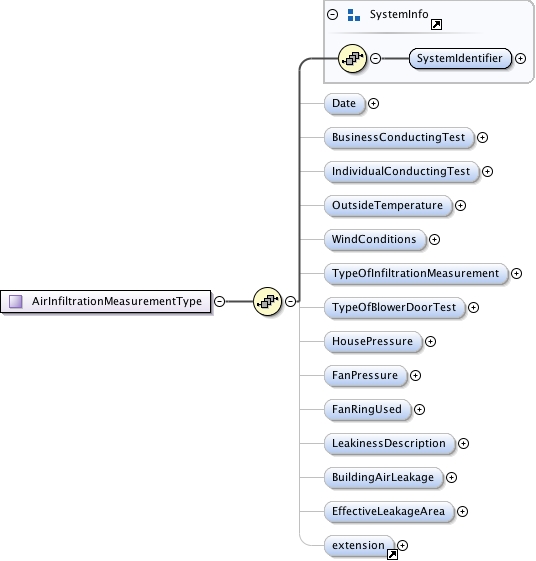 SystemInfo
SystemIdentifier
Date
BusinessConductingTest
IndividualConductingTest
OutsideTemperature
WindConditions
TypeOfInfiltrationMeasurement
AirInfiltrationMeasurementType
TypeOfBlowerDoorTest
HousePressure
FanPressure
FanRingUsed
LeakinessDescription
BuildingAirLeakage
EffectiveLeakageArea
extension